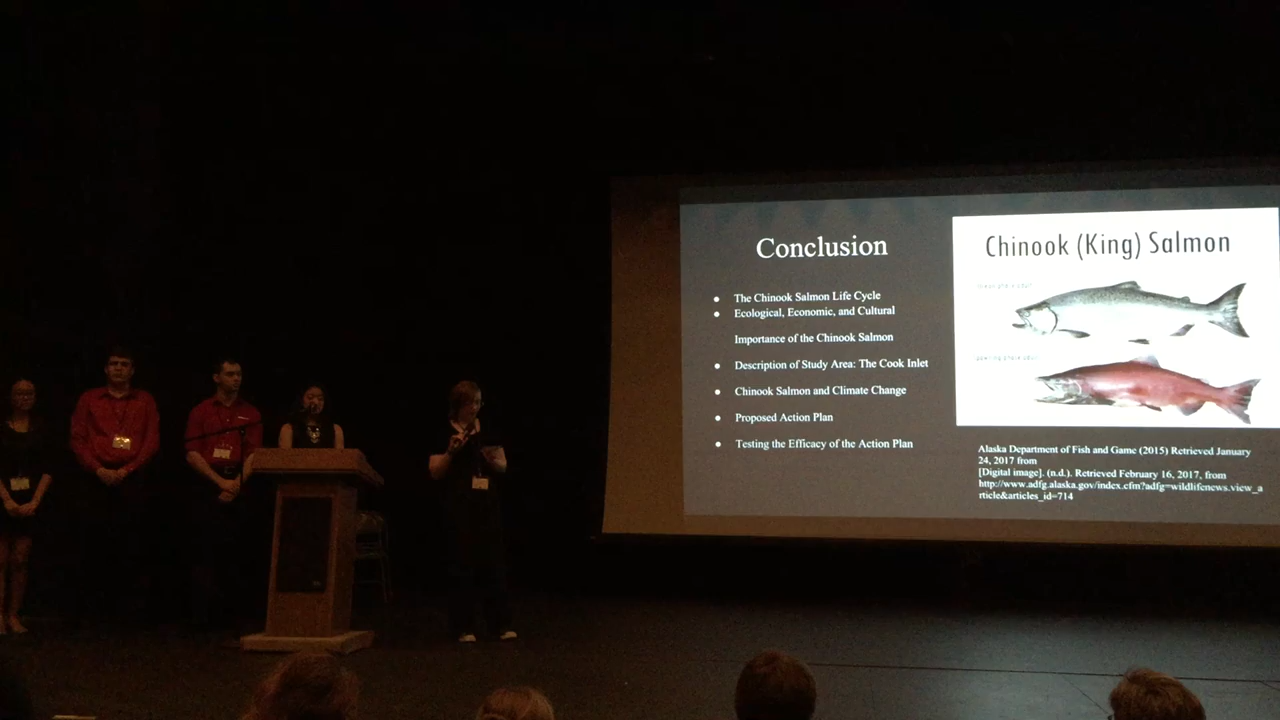 Conclusion
The Chinook Salmon Life Cycle
Ecological, Economic, and Cultural
Importance of the Chinook Salmon
Description of Study Area: The Cook Inlet
Chinook Salmon and Climate Change
Proposed Action Plan
Testing the Efficacy of the Action Plan
Chinook (King) Salmon
Alaska Department of Fish and Game (2015) Retrieved January
24, 2017 from
[Digital image]. (n.d.). Retrieved February 16, 2017, from
http://www.adfg.alaska.gov/index.cfm?adfg=wildlifenews.view_a
rticle&articles_id=714